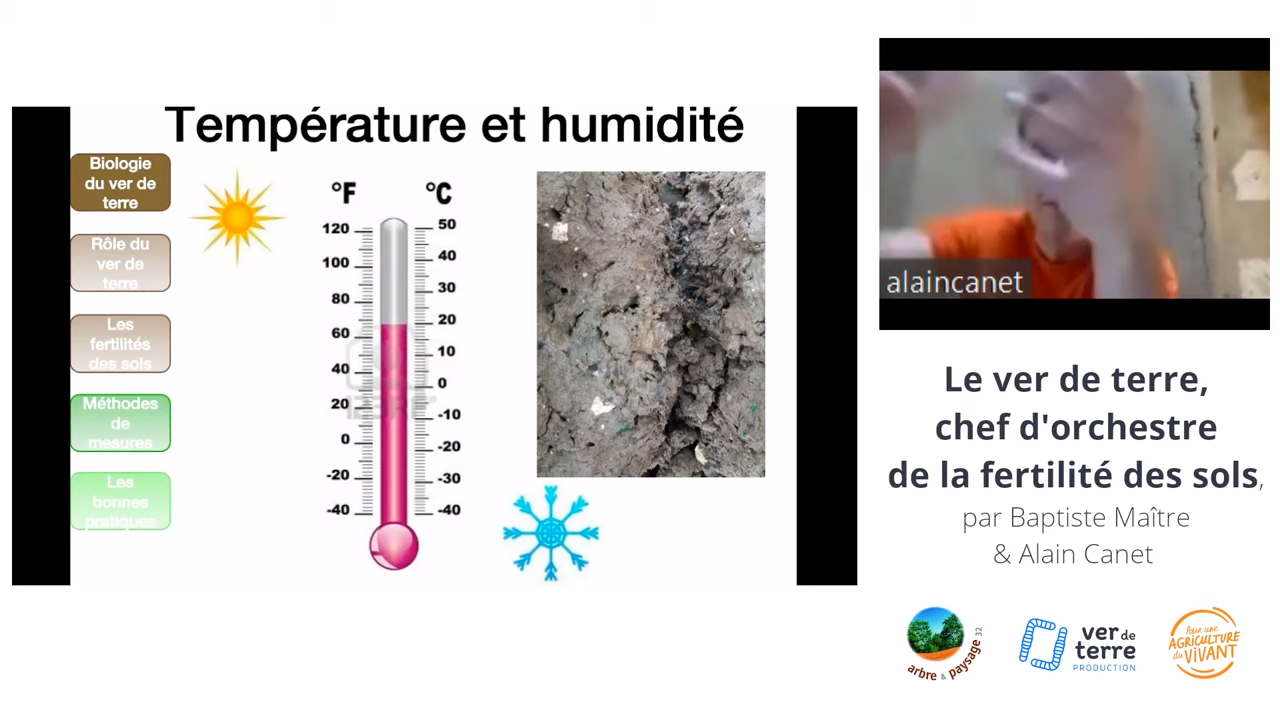 Température et humidité
Biologie
du ver de
terre
Rôle du
ver de
terre
Les
fertilités
des sols
Méthodes
de
mesures
Les
bonnes
pratiques
°F °C
120 50
100 40
80 30
60 20
40 10
20 0
0 -10
-20 -20
-40 -30
-40
alaincanet
Le ver de terre,
chef d'orchestre
de la fertilité des sols,
par Baptiste Maître
& Alain Canet
arbre & paysage 32
ver de
terre
PRODUCTION
Pour une
AGRICULTURE
du VIVANT